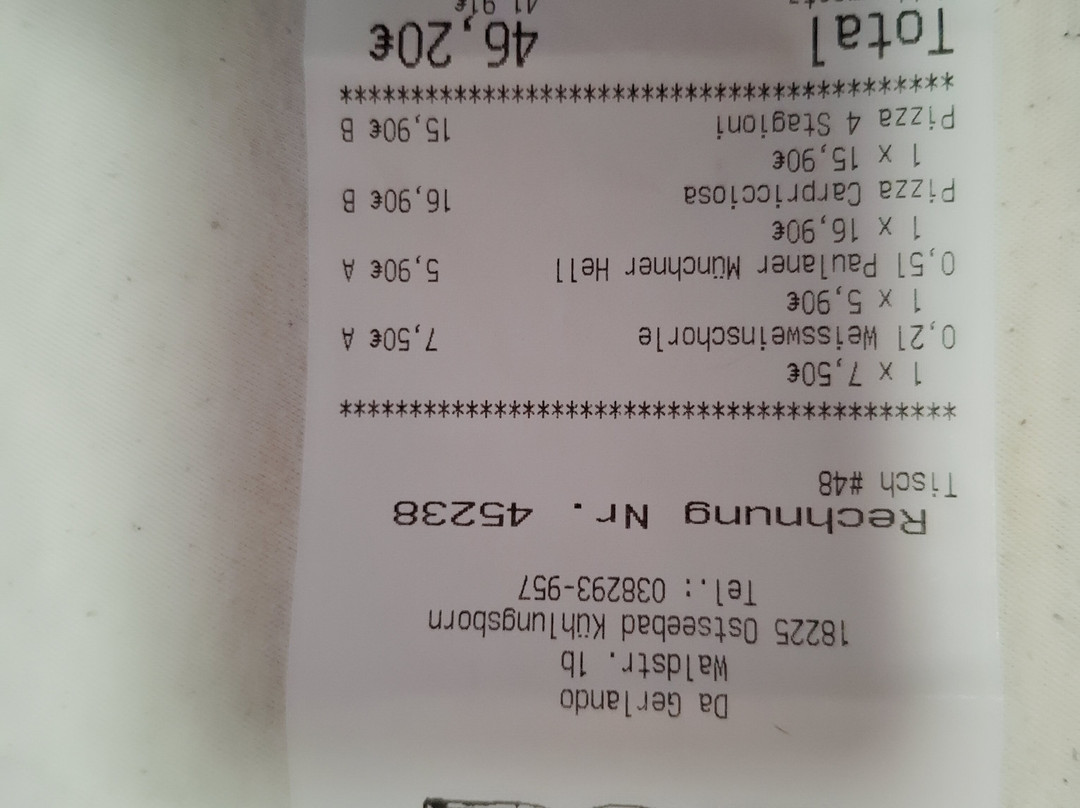 Da Gerlando
Waldstr. 1b
18225 Ostseebad Kühlungsborn
Tel.: 038293-957
Rechnung Nr. 45238
Tisch #48
*******************************************
1 x 7,50€
0,2l Weissweinschorle 7,50€ A
1 x 5,90€
0,5l Paulaner Münchner Hell 5,90€ A
1 x 16,90€
Pizza Carpricciosa 16,90€ B
1 x 15,90€
Pizza 4 Stagioni 15,90€ B
*******************************************
Total 46,20€